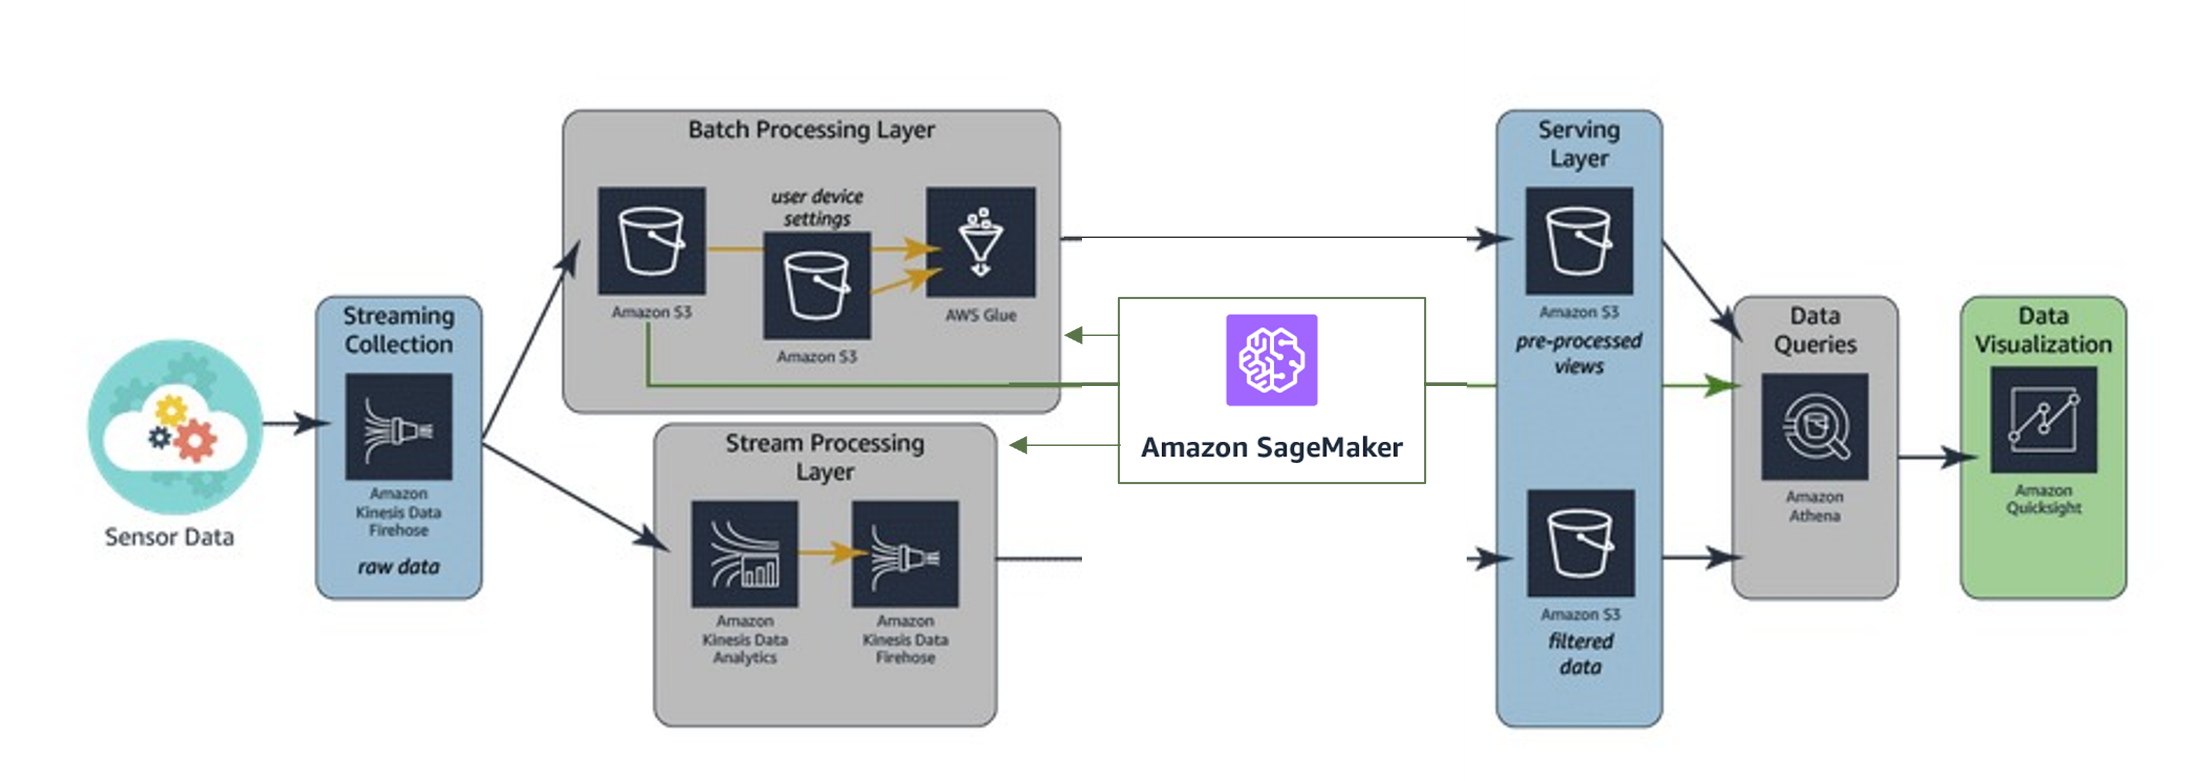 Sensor Data
Streaming
Collection
Amazon
Kinesis Data
Firehose
raw data
Batch Processing Layer
Amazon S3
user device
settings
Amazon S3
AWS Glue
Stream Processing
Layer
Amazon
Kinesis Data
Analytics
Amazon
Kinesis Data
Firehose
Amazon SageMaker
Serving
Layer
Amazon S3
pre-processed
views
Amazon S3
filtered
data
Data
Queries
Amazon
Athena
Data
Visualization
Amazon
Quicksight